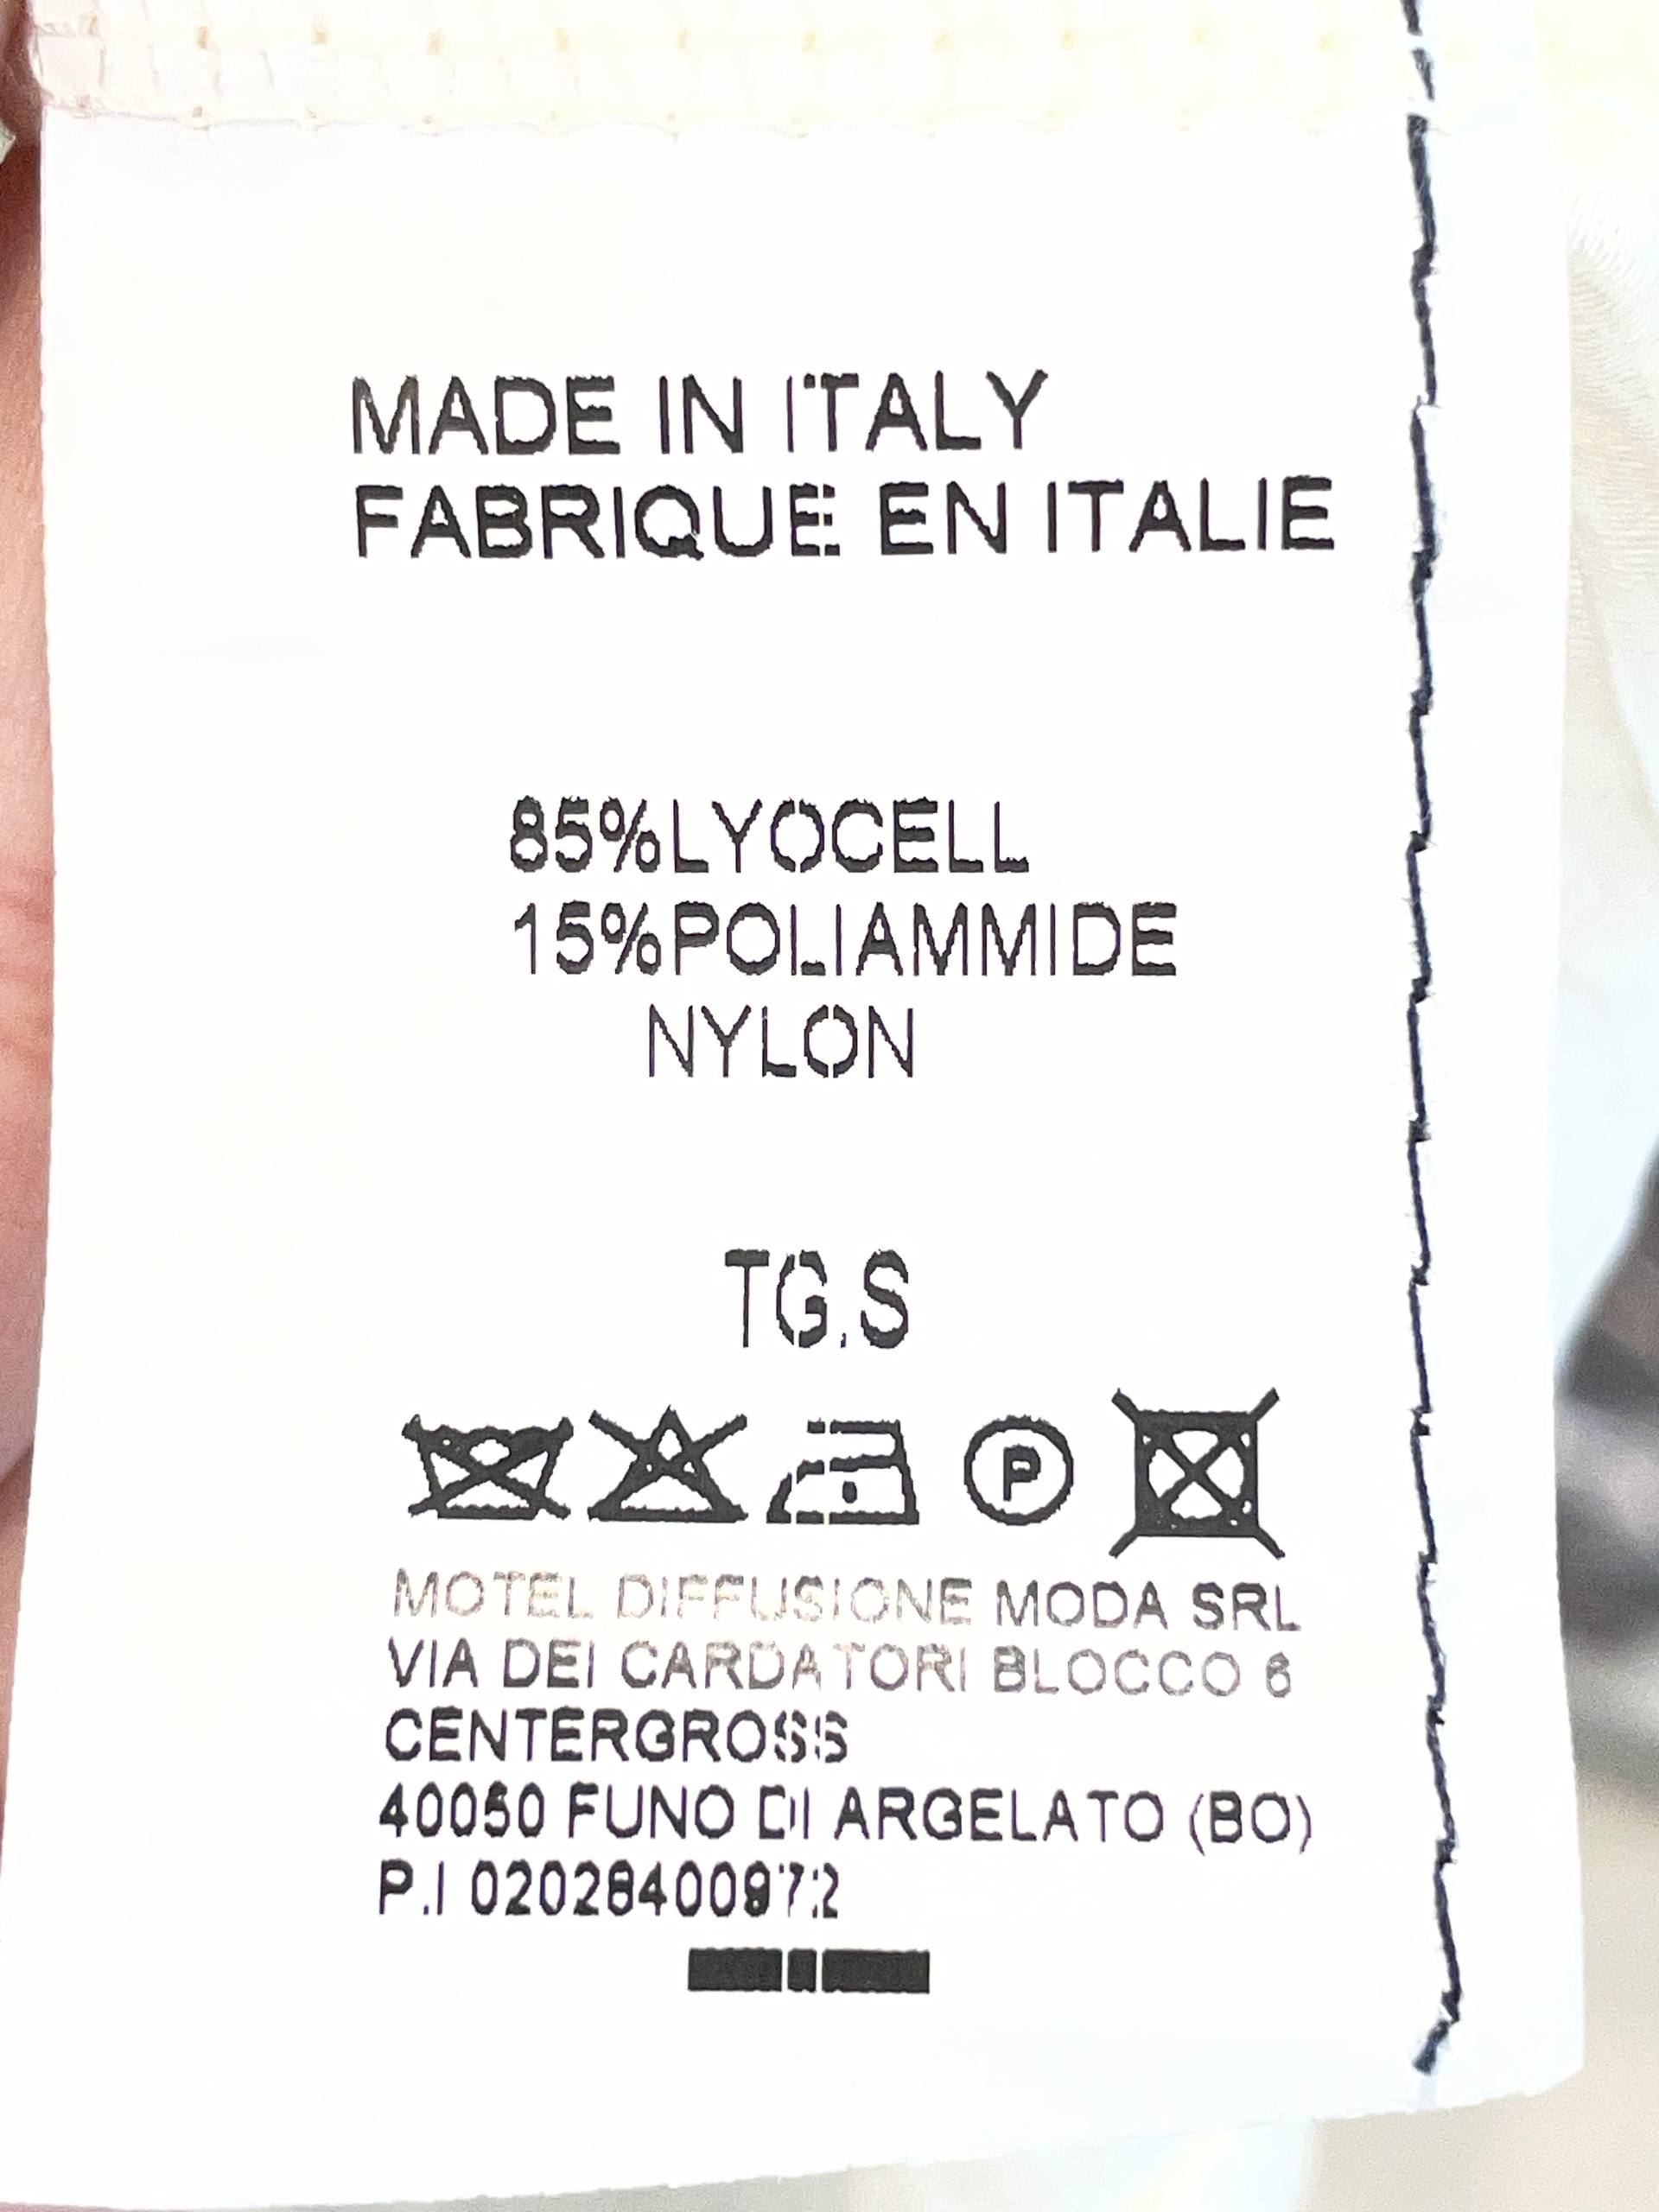 MADE IN ITALY
FABRIQUE EN ITALIE
85%LYOCELL
15%POLIAMMIDE
NYLON
TG.S
P
MOTEL DIFFUSIONE MODA SRL
VIA DEI CARDATORI BLOCCO 6
CENTERGROSS
40050 FUNO DI ARGELATO (BO)
P.I 02028400972